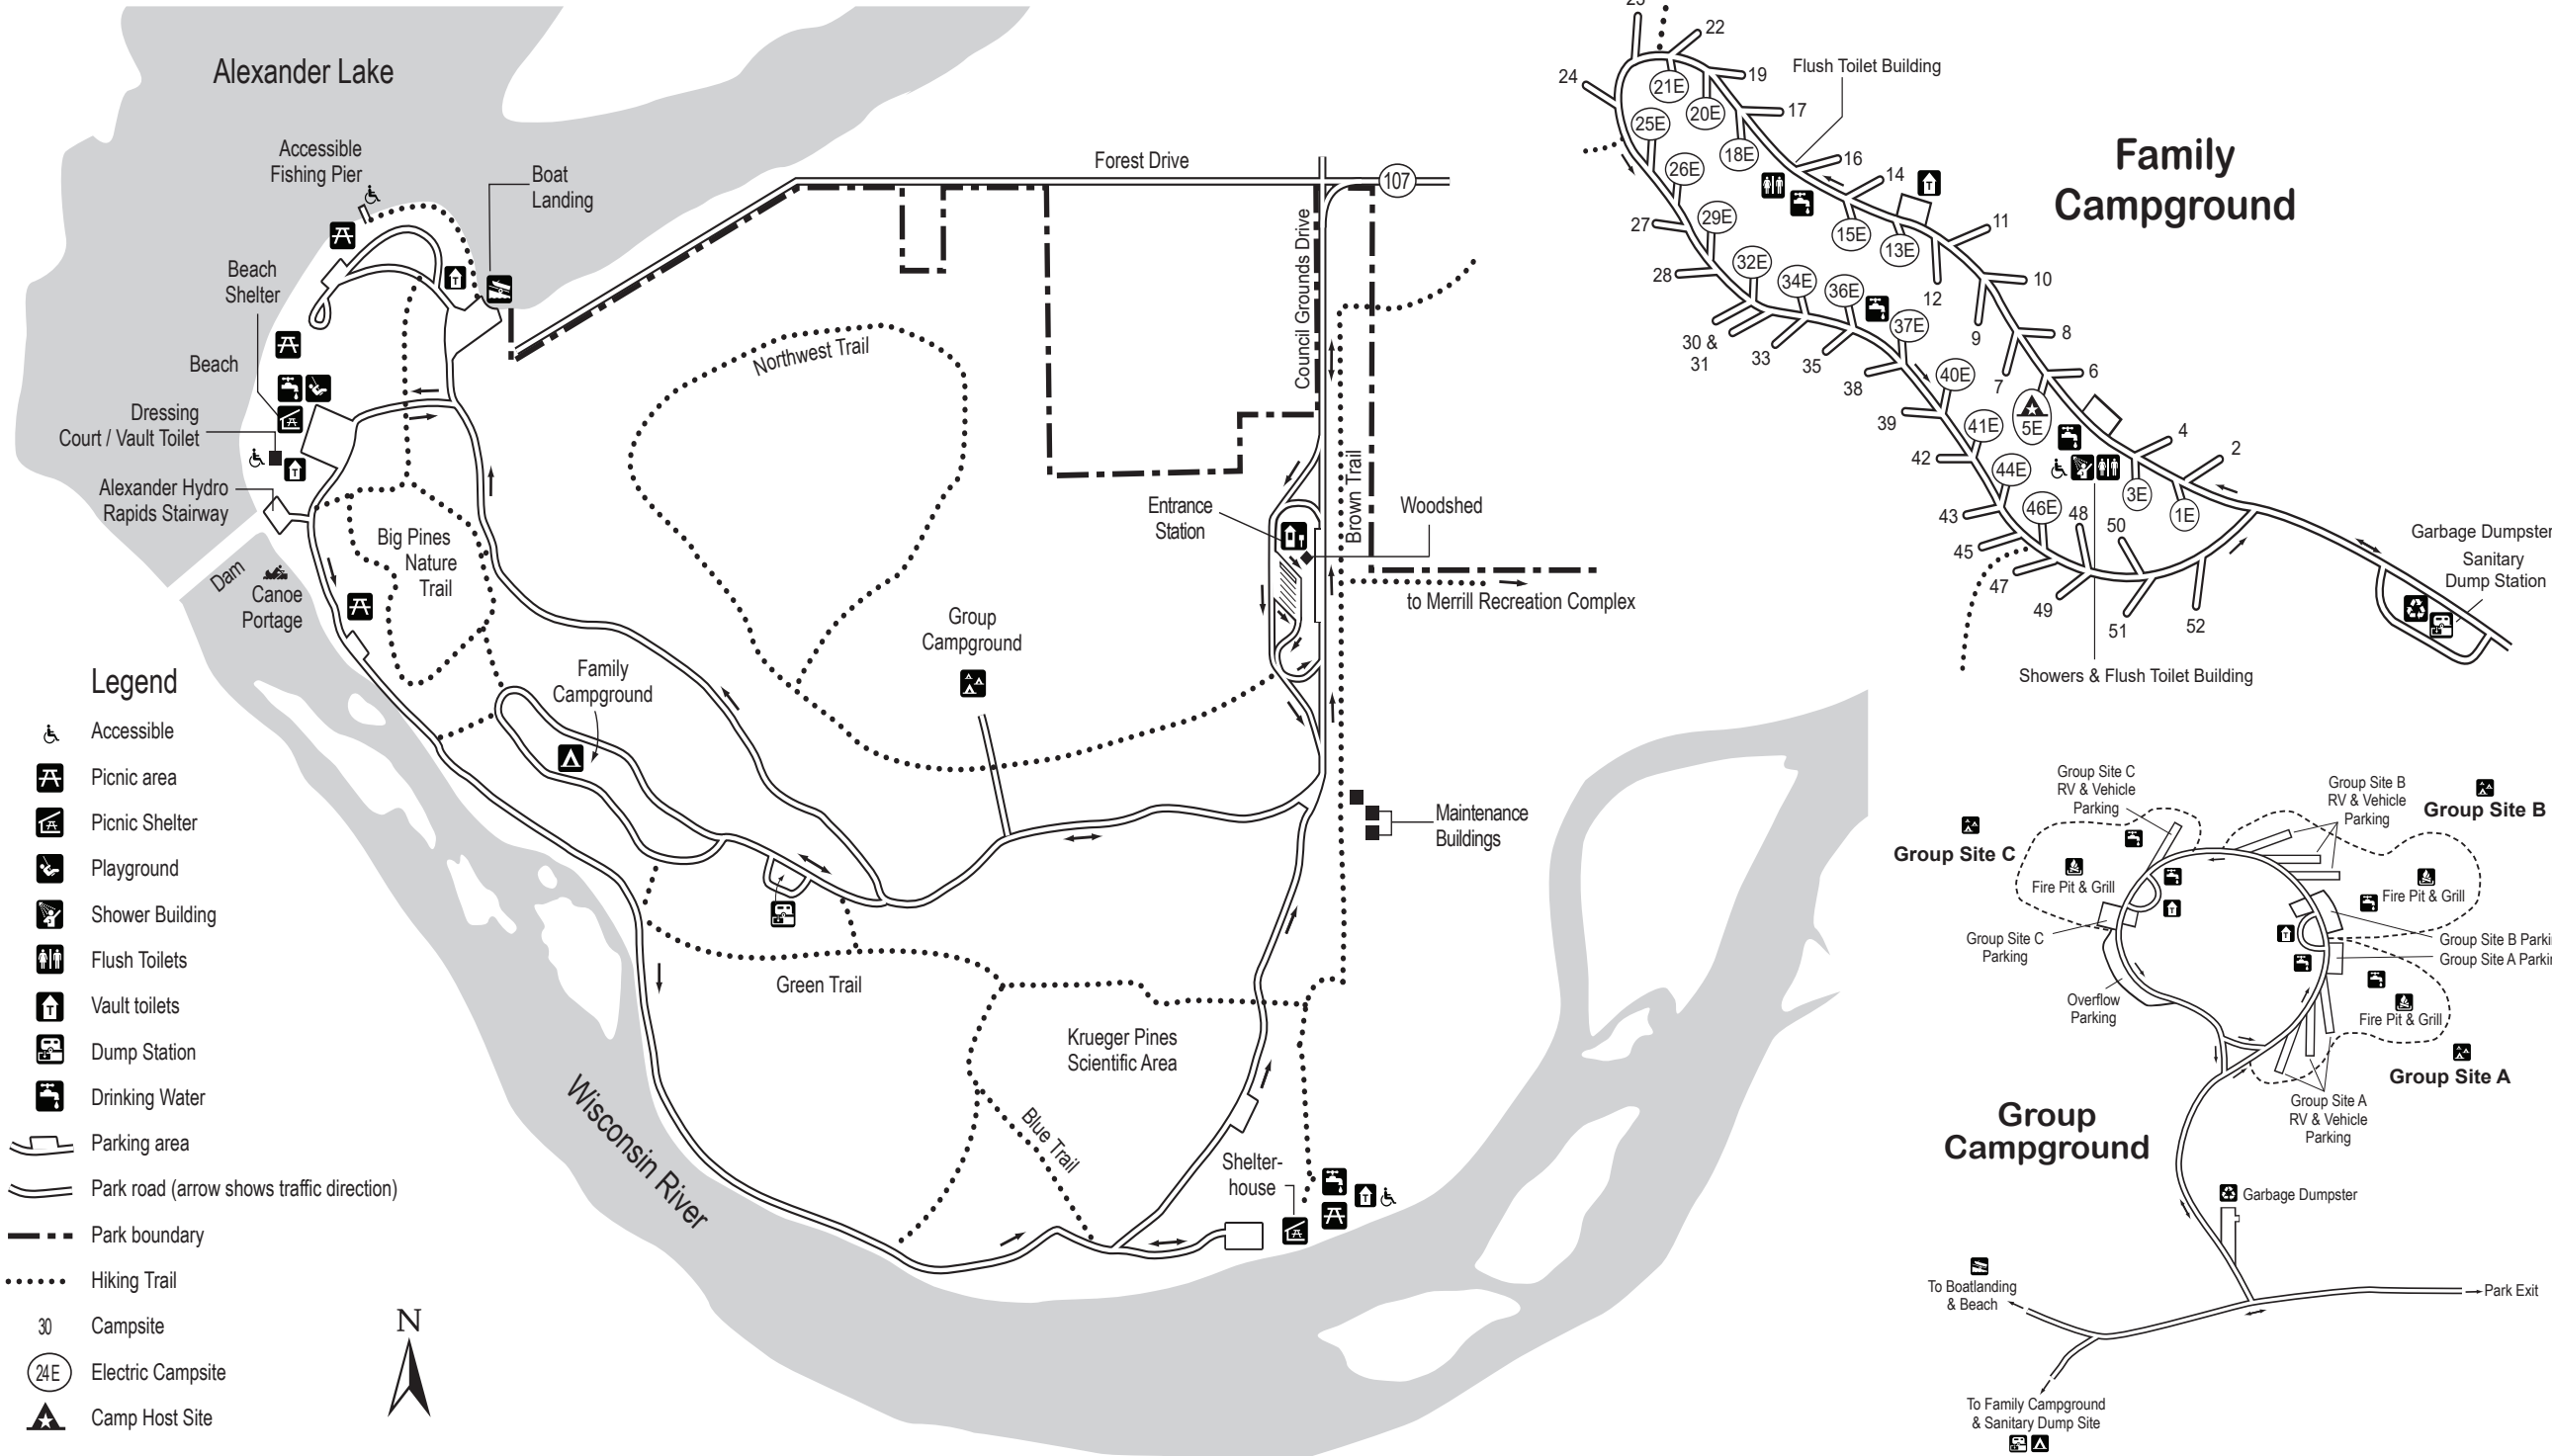 Alexander Lake
Accessible
Fishing Pier
Boat
Landing
Beach
Shelter
Beach
Dressing
Court / Vault Toilet
Alexander Hydro
Rapids Stairway
Dam
Canoe
Portage
Big Pines
Nature
Trail
Forest Drive
107
Council Grounds Drive
Northwest Trail
Brown Trail
Entrance
Station
Woodshed
to Merrill Recreation Complex
Group
Campground
Family
Campground
Maintenance
Buildings
Green Trail
Krueger Pines
Scientific Area
Blue Trail
Shelter-
house
Wisconsin River
Legend
Accessible
Picnic area
Picnic Shelter
Playground
Shower Building
Flush Toilets
Vault toilets
Dump Station
Drinking Water
Parking area
Park road (arrow shows traffic direction)
Park boundary
Hiking Trail
30
Campsite
24E
Electric Campsite
Camp Host Site
N
Family
Campground
Flush Toilet Building
23
22
24
21E
19
20E
17
25E
18E
16
26E
14
15E
13E
11
27
29E
10
12
28
32E
34E
36E
37E
9
8
30 &
31
33
35
38
7
6
40E
5E
39
41E
4
2
42
44E
3E
1E
43
46E
48
50
45
47
49
51
52
Garbage Dumpster
Sanitary
Dump Station
Showers & Flush Toilet Building
Group Site C
RV & Vehicle
Parking
Group Site B
RV & Vehicle
Parking
Group Site B
Group Site C
Fire Pit & Grill
Fire Pit & Grill
Group Site C
Parking
Group Site B Parki
Group Site A Parki
Overflow
Parking
Fire Pit & Grill
Group Site A
Group Site A
RV & Vehicle
Parking
Group
Campground
Garbage Dumpster
To Boatlanding
& Beach
Park Exit
To Family Campground
& Sanitary Dump Site